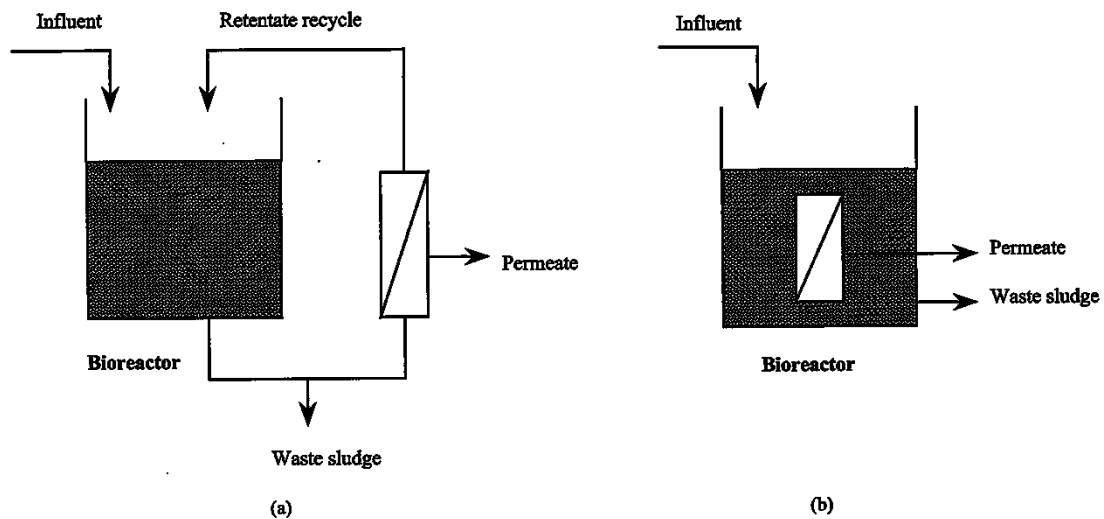 Influent
Retentate recycle
Permeate
Bioreactor
Waste sludge
(a)
Influent
Permeate
Waste sludge
Bioreactor
(b)